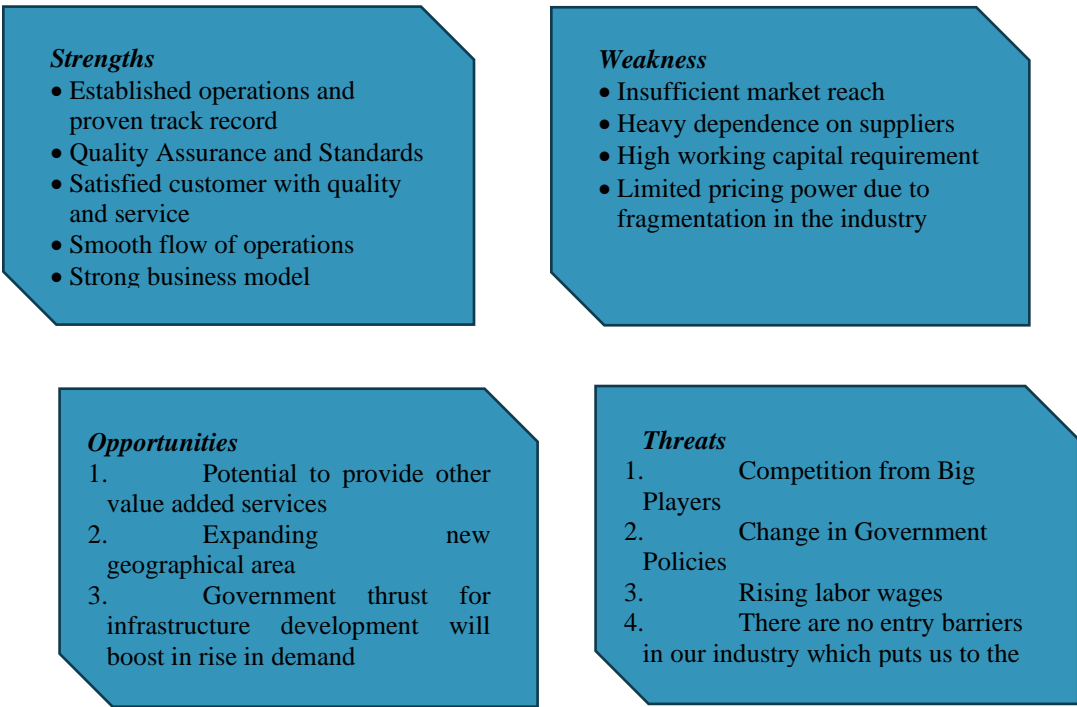 Strengths
• Established operations and
proven track record
• Quality Assurance and Standards
• Satisfied customer with quality
and service
• Smooth flow of operations
• Strong business model
Weakness
• Insufficient market reach
• Heavy dependence on suppliers
• High working capital requirement
• Limited pricing power due to
fragmentation in the industry
Opportunities
1. Potential to provide other
value added services
2. Expanding new
geographical area
3. Government thrust for
infrastructure development will
boost in rise in demand
Threats
1. Competition from Big
Players
2. Change in Government
Policies
3. Rising labor wages
4. There are no entry barriers
in our industry which puts us to the